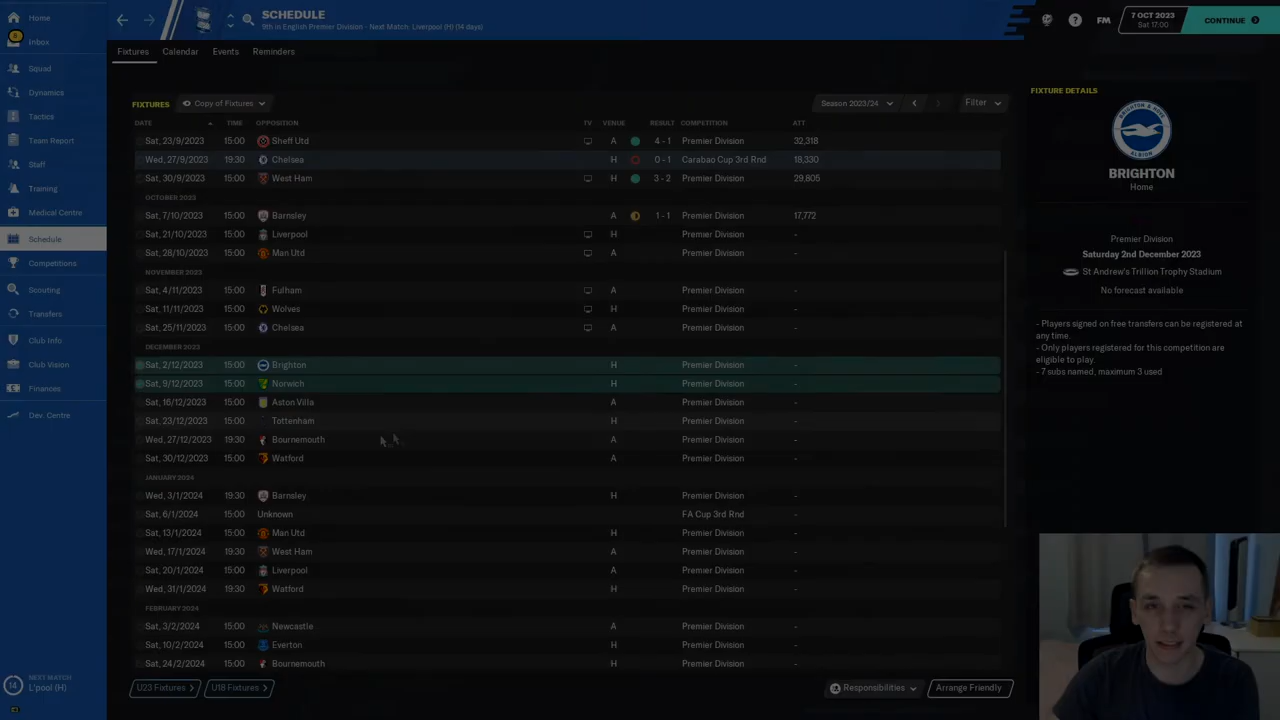 Home
SCHEDULE
9th in English Premier Division - Next Match, Liverpool (H) (14 days)
FM
7 OCT 2023
Sat 17:00
CONTINUE
Inbox
Squad
Dynamics
Tactics
Team Report
Staff
Training
Medical Centre
Schedule
Competitions
Scouting
Transfers
Club Info
Club Vision
Finances
Dev. Centre
NEXT MATCH
14 L'pool (H)
Fixtures Calendar Events Reminders
FIXTURES Copy of Fixtures Season 2023/24 Filter
DATE TIME OPPOSITION TV VENUE RESULT COMPETITION ATT
Sat, 23/9/2023 15:00 Sheff Utd A 4 - 1 Premier Division 32,318
Wed, 27/9/2023 19:30 Chelsea H 0 - 1 Carabao Cup 3rd Rnd 19,330
Sat, 30/9/2023 15:00 West Ham H 3 - 2 Premier Division 29,805
OCTOBER 2023
Sat, 7/10/2023 15:00 Barnsley A 1 - 1 Premier Division 17,772
Sat, 21/10/2023 15:00 Liverpool H Premier Division -
Sat, 28/10/2023 15:00 Man Utd A Premier Division -
NOVEMBER 2023
Sat, 4/11/2023 15:00 Fulham A Premier Division -
Sat, 11/11/2023 15:00 Wolves H Premier Division -
Sat, 25/11/2023 15:00 Chelsea A Premier Division -
DECEMBER 2023
Sat, 2/12/2023 15:00 Brighton H Premier Division -
Sat, 9/12/2023 15:00 Norwich H Premier Division -
Sat, 16/12/2023 15:00 Aston Villa A Premier Division -
Sat, 23/12/2023 15:00 Tottenham H Premier Division -
Wed, 27/12/2023 19:30 Bournemouth A Premier Division -
Sat, 30/12/2023 15:00 Watford A Premier Division -
JANUARY 2024
Wed, 3/1/2024 19:30 Barnsley H Premier Division -
Sat, 6/1/2024 15:00 Unknown FA Cup 3rd Rnd -
Sat, 13/1/2024 15:00 Man Utd H Premier Division -
Wed, 17/1/2024 19:30 West Ham A Premier Division -
Sat, 20/1/2024 15:00 Liverpool A Premier Division -
Wed, 31/1/2024 19:30 Watford H Premier Division -
FEBRUARY 2024
Sat, 3/2/2024 15:00 Newcastle A Premier Division -
Sat, 10/2/2024 15:00 Everton H Premier Division -
Sat, 24/2/2024 15:00 Bournemouth H Premier Division -
U23 Fixtures U18 Fixtures Responsibilities Arrange Friendly
FIXTURE DETAILS
BRIGHTON
Home
Premier Division
Saturday 2nd December 2023
St Andrew's Trillion Trophy Stadium
No forecast available
- Players signed on free transfers can be registered at
any time.
- Only players registered for this competition are
eligible to play.
- 7 subs named, maximum 3 used